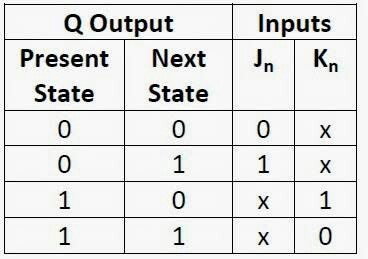 Q Output Inputs
Present State Next State Jn Kn
0 0 0 x
0 1 1 x
1 0 x 1
1 1 x 0